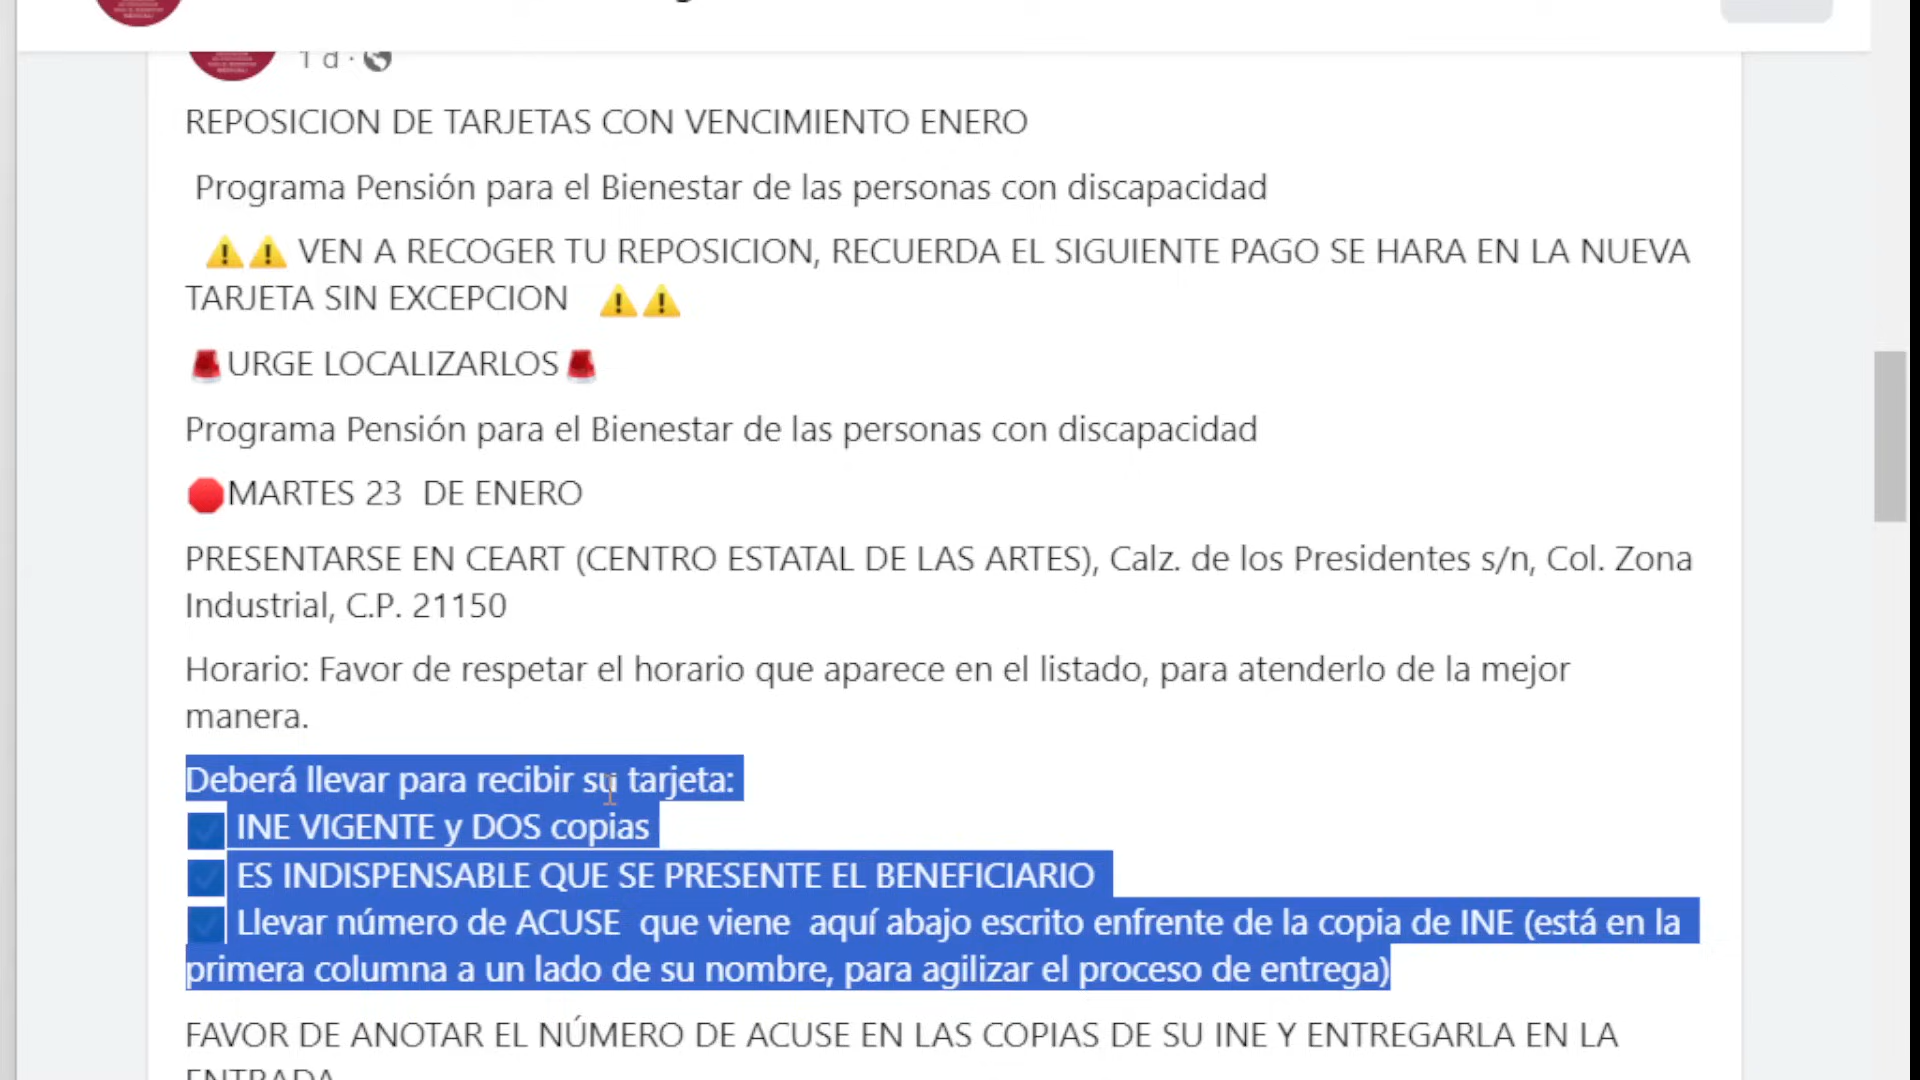 1 d ·
REPOSICION DE TARJETAS CON VENCIMIENTO ENERO
Programa Pensión para el Bienestar de las personas con discapacidad
⚠️⚠️ VEN A RECOGER TU REPOSICION, RECUERDA EL SIGUIENTE PAGO SE HARA EN LA NUEVA
TARJETA SIN EXCEPCION ⚠️⚠️
🚨URGE LOCALIZARLOS🚨
Programa Pensión para el Bienestar de las personas con discapacidad
🛑MARTES 23 DE ENERO
PRESENTARSE EN CEART (CENTRO ESTATAL DE LAS ARTES), Calz. de los Presidentes s/n, Col. Zona
Industrial, C.P. 21150
Horario: Favor de respetar el horario que aparece en el listado, para atenderlo de la mejor
manera.
Deberá llevar para recibir su tarjeta:
☑️ INE VIGENTE y DOS copias
☑️ ES INDISPENSABLE QUE SE PRESENTE EL BENEFICIARIO
☑️ Llevar número de ACUSE que viene aquí abajo escrito enfrente de la copia de INE (está en la
primera columna a un lado de su nombre, para agilizar el proceso de entrega)
FAVOR DE ANOTAR EL NÚMERO DE ACUSE EN LAS COPIAS DE SU INE Y ENTREGARLA EN LA
ENTRADA